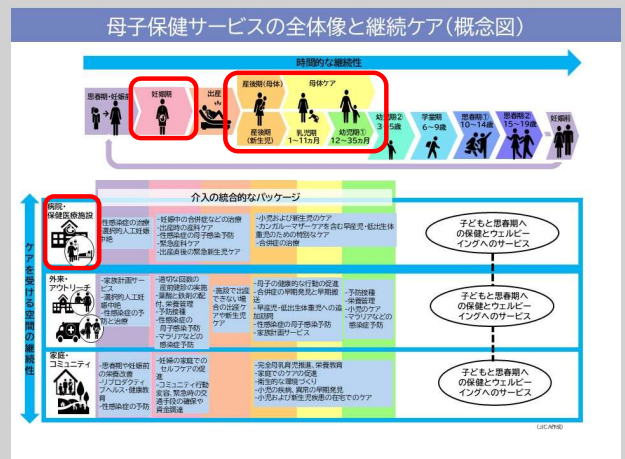 母子保健サービスの全体像と継続ケア(概念図)
時間的な継続性
思春期・妊娠前
妊娠期
出産
産後期(母体)
母体ケア
産後期
(新生児)
乳児期
1~11カ月
幼児期①
12~35カ月
幼児期②
3~5歳
学童期
6~9歳
思春期①
10~14歳
思春期②
15~19歳
妊娠前
ケアを受ける空間の継続性
介入の統合的なパッケージ
病院・
保健医療施設
・性感染症の治療
・選択的人工妊娠
中絶
・妊娠中の合併症などの治療
・出産時の産科ケア
・性感染症の母子感染予防
・緊急産科ケア
・出産直後の緊急新生児ケア
・小児および新生児のケア
・カンガルーマザーケアを含む早産児・低出生体
重児のための特別なケア
・合併症の治療
子どもと思春期へ
の保健とウェルビー
イングへのサービス
外来・
アウトリーチ
・家族計画サー
ビス
・選択的人工妊
娠中絶
・性感染症の予
防と治療
・適切な回数の
産前健診の実施
・葉酸と鉄剤の配
付、栄養管理
・予防接種
・性感染症の
母子感染予防
・マラリアなどの
感染症予防
・施設で出産
できない場
合の出産ケ
アや新生児
ケア
・母子の健康的な行動の促進
・合併症の早期発見と早期搬
送
・早産児・低出生体重児への追
加訪問
・性感染症の母子感染予防
・家族計画サービス
・予防接種
・栄養管理
・小児のケア
・マラリアなどの
感染症予防
子どもと思春期へ
の保健とウェルビー
イングへのサービス
家庭・
コミュニティ
・思春期や妊娠前
の栄養改善
・リプロダクティ
ブヘルス・健康教
育
・性感染症の予防
・妊婦の家庭での
セルフケアの促
進
・コミュニティ行動
変容、緊急時の交
通手段の確保や
資金調達
・完全母乳育児推進、栄養教育
・家庭でのケアの促進
・衛生的な環境づくり
・小児の疾病、異常の早期発見
・小児および新生児疾患の在宅でのケア
子どもと思春期へ
の保健とウェルビー
イングへのサービス
(JICA作成)